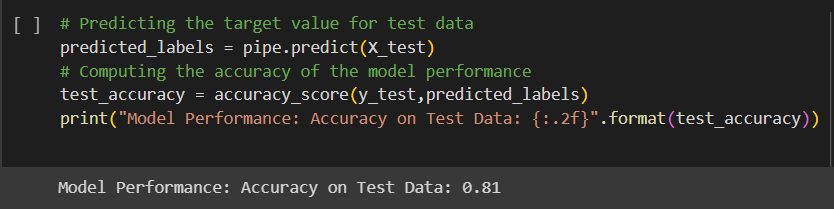 [ ] # Predicting the target value for test data
predicted_labels = pipe.predict(X_test)
# Computing the accuracy of the model performance
test_accuracy = accuracy_score(y_test,predicted_labels)
print("Model Performance: Accuracy on Test Data: {:.2f}".format(test_accuracy))
Model Performance: Accuracy on Test Data: 0.81